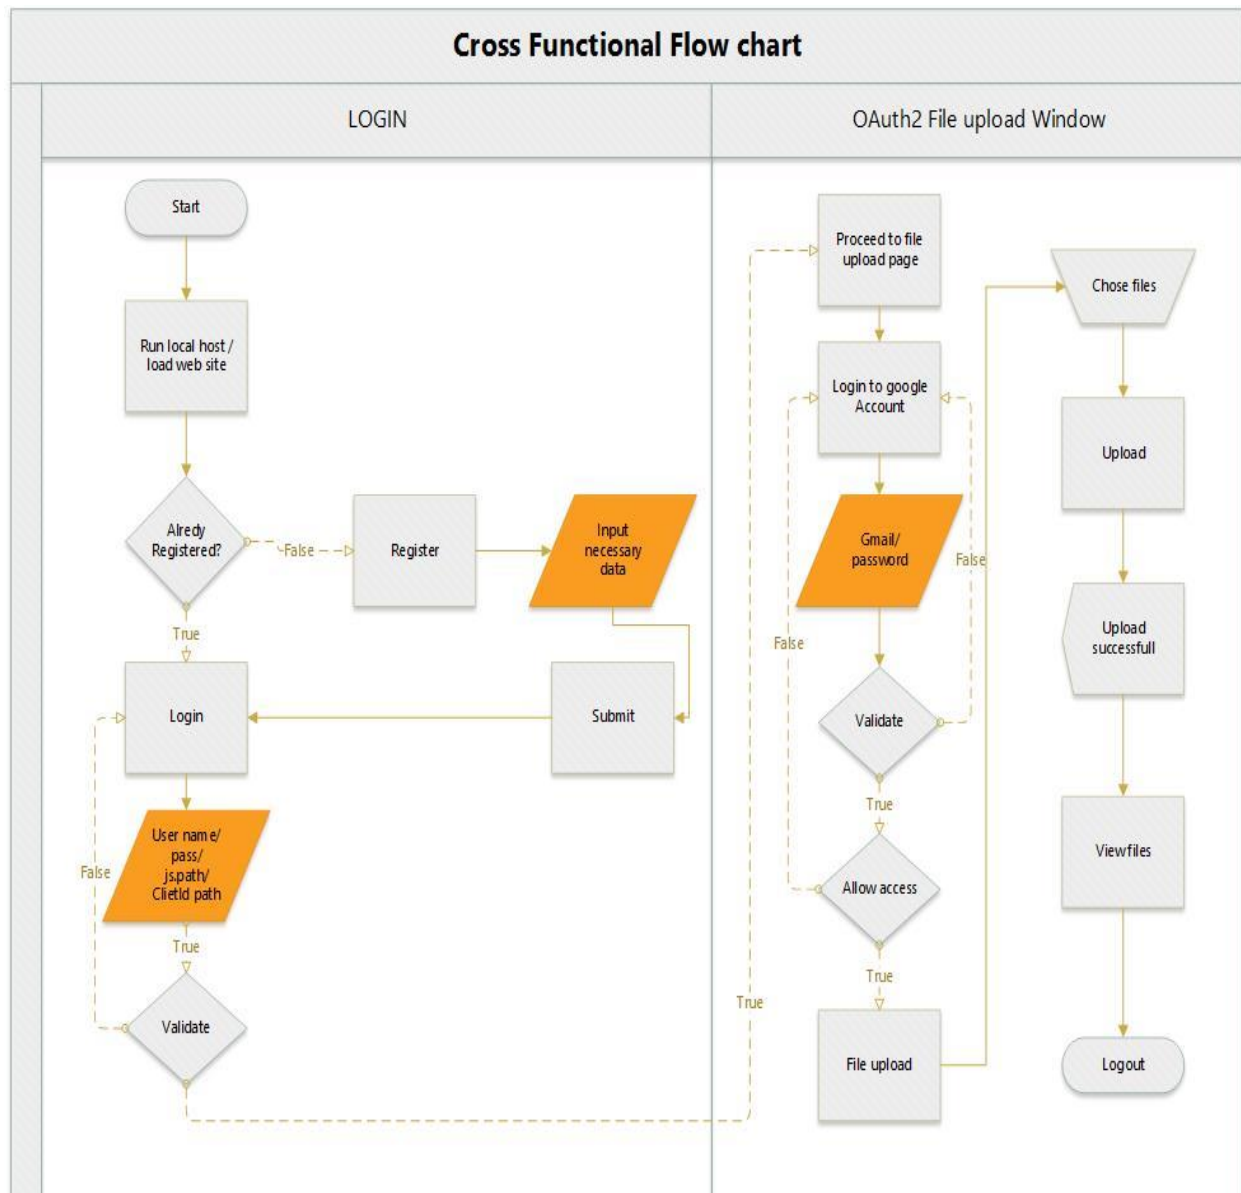 Cross Functional Flow chart
LOGIN
OAuth2 File upload Window
Start
Run local host /
load web site
Alredy
Registered?
False
Register
Input
necessary
data
True
Login
Submit
User name/
pass/
js.path/
ClietId path
False
True
Validate
True
Proceed to file
upload page
Login to google
Account
Gmail/
password
False
False
Validate
True
Allow access
True
File upload
Chose files
Upload
Upload
successfull
View files
Logout